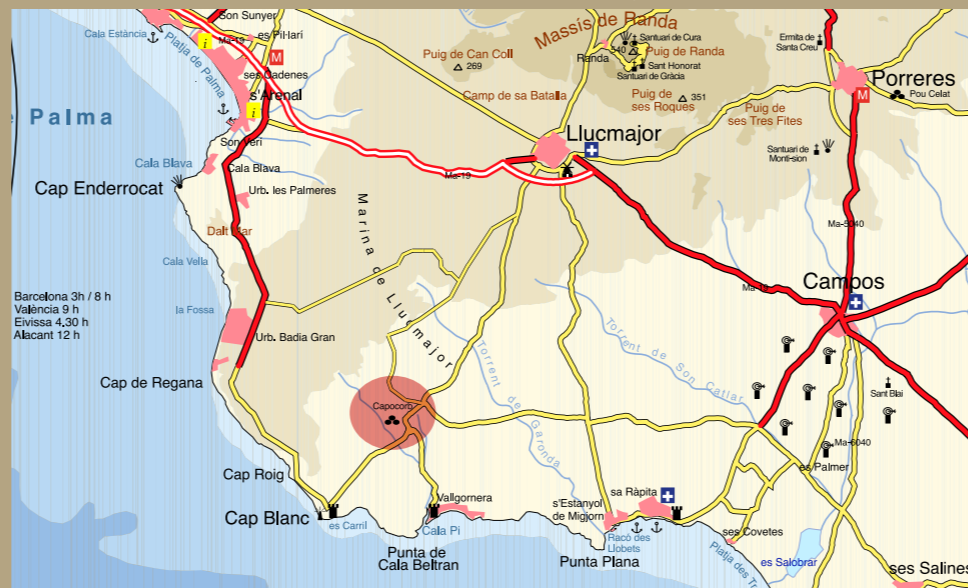 Son Sunyer
Massís de Randa
Cala Estància
es Pil·larí
Ma-19
Platja de Palma
i
M
ses Cadenes
s'Arenal
i
Son Verí
Puig de Can Coll
269
Santuari de Cura
540
Puig de Randa
Randa
Sant Honorat
Santuari de Gràcia
Camp de sa Batalla
Puig de
ses Roques
351
Puig de
ses Tres Fites
Ermita de
Santa Creu
Porreres
M
Pou Celat
Palma
Llucmajor
Santuari de
Monti-sion
Cala Blava
Cala Blava
Cap Enderrocat
Urb. les Palmeres
Ma-19
Marina de Llucmajor
Dalt Mar
Ma-5040
Cala Vella
Campos
Ma-19
Barcelona 3h / 8 h
València 9 h
Eivissa 4.30 h
Alacant 12 h
la Fossa
Urb. Badia Gran
Torrent de Garonda
Torrent de Son Catlar
Cap de Regana
Sant Blai
Capocorb
Ma-6040
es Palmer
Cap Roig
Cap Blanc
es Carril
Vallgornera
Cala Pi
s'Estanyol
de Migjorn
sa Ràpita
Racó des
Llobets
ses Covetes
Punta de
Cala Beltran
Punta Plana
Platja des
es Salobrar
ses Salines